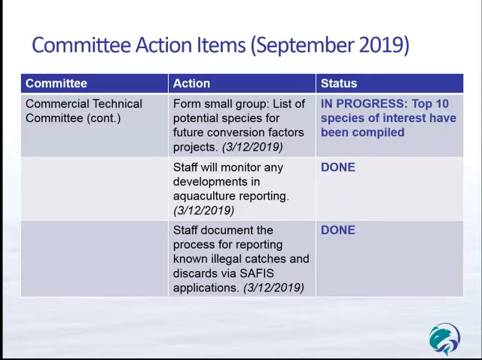 Committee Action Items (September 2019)
Committee Action Status
Commercial Technical
Committee (cont.)
Form small group: List of
potential species for
future conversion factors
projects. (3/12/2019)
IN PROGRESS: Top 10
species of interest have
been compiled
Staff will monitor any
developments in
aquaculture reporting.
(3/12/2019)
DONE
Staff document the
process for reporting
known illegal catches and
discards via SAFIS
applications. (3/12/2019)
DONE